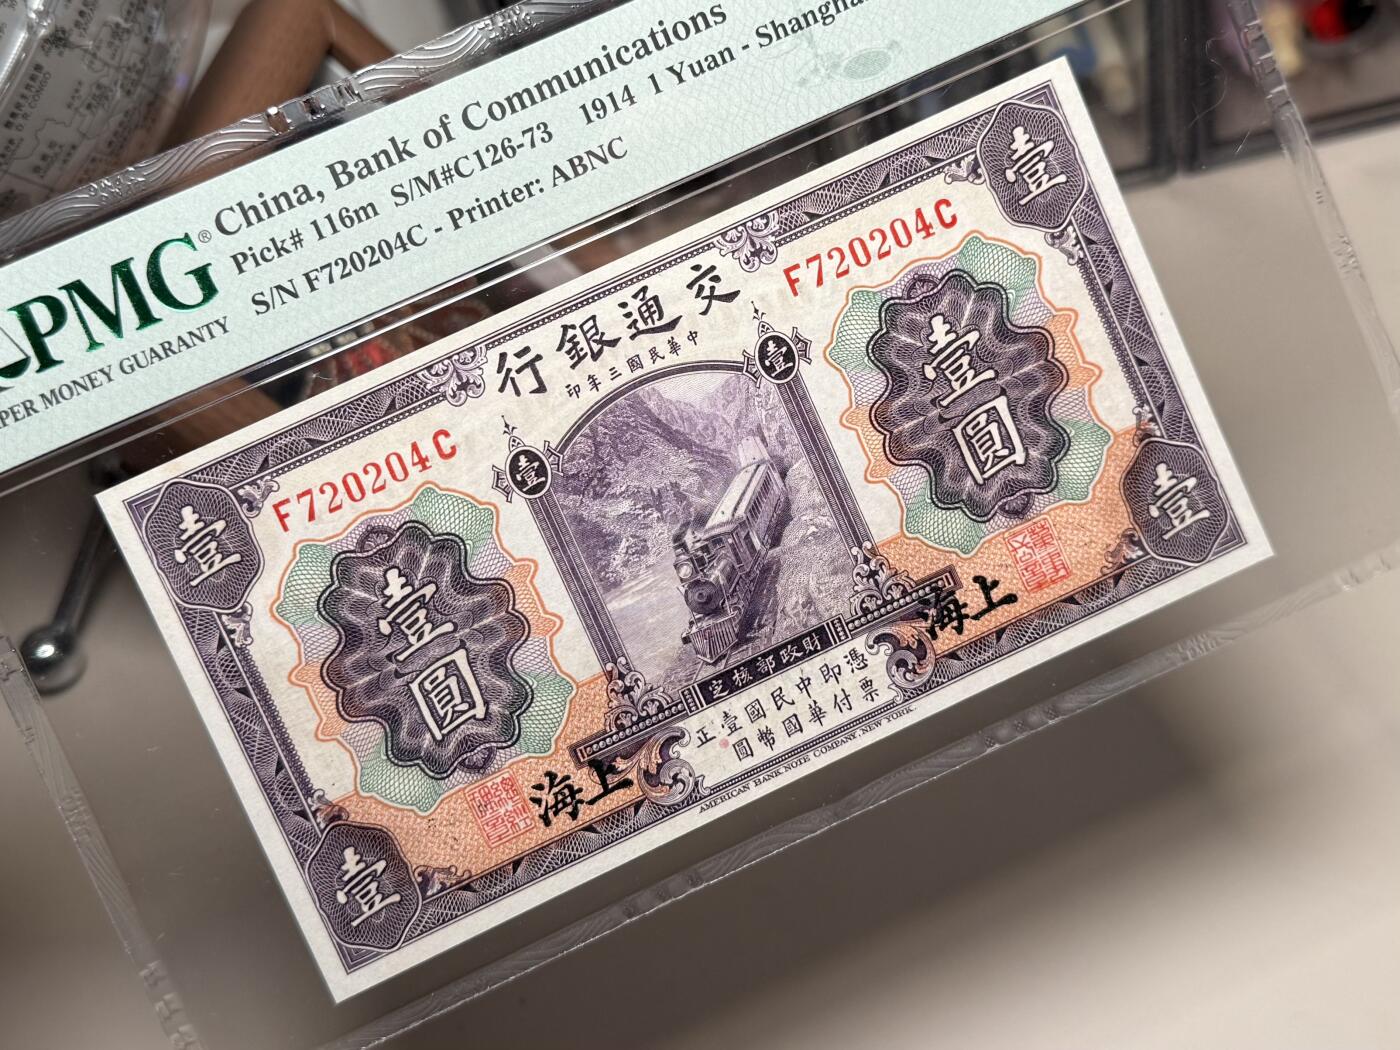 China, Bank of Communications
Pick# 116m S/M#C126-73 1914 1 Yuan - Shangha
S/N F720204C - Printer: ABNC
PMG®
PER MONEY GUARANTY
行銀通交
印年三國民華中
F720204C
F720204C
壹
壹
壹
壹
壹
壹
壹圓
壹圓
定核部政財
憑票即付中華民國國幣壹圓正
上海
上海
AMERICAN BANK NOTE COMPANY, NEW YORK.